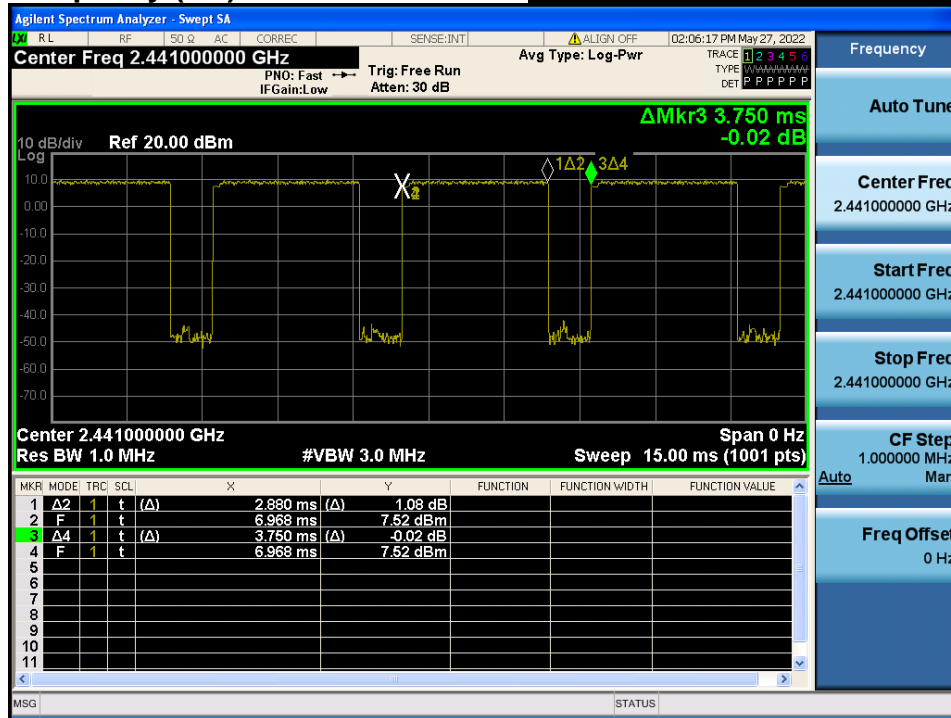 Agilent Spectrum Analyzer - Swept SA
LXI RL RF 50 Ω AC CORREC SENSE:INT ALIGN OFF 02:06:17 PM May 27, 2022
Center Freq 2.441000000 GHz
PNO: Fast
IFGain:Low
Trig: Free Run
Atten: 30 dB
Avg Type: Log-Pwr
TRACE 1 2 3 4 5 6
TYPE
DET P P P P P P
ΔMkr3 3.750 ms
-0.02 dB
10 dB/div Ref 20.00 dBm
Log
10.0
0.00
-10.0
-20.0
-30.0
-40.0
-50.0
-60.0
-70.0
X
2
1Δ2
3Δ4
Center 2.441000000 GHz Span 0 Hz
Res BW 1.0 MHz #VBW 3.0 MHz Sweep 15.00 ms (1001 pts)
MKR MODE TRC SCL X Y FUNCTION FUNCTION WIDTH FUNCTION VALUE
1 Δ2 1 t (Δ) 2.880 ms (Δ) 1.08 dB
2 F 1 t 6.968 ms 7.52 dBm
3 Δ4 1 t (Δ) 3.750 ms (Δ) -0.02 dB
4 F 1 t 6.968 ms 7.52 dBm
5
6
7
8
9
10
11
MSG STATUS
Frequency
Auto Tune
Center Freq
2.441000000 GHz
Start Freq
2.441000000 GHz
Stop Freq
2.441000000 GHz
CF Step
1.000000 MHz
Auto Man
Freq Offset
0 Hz